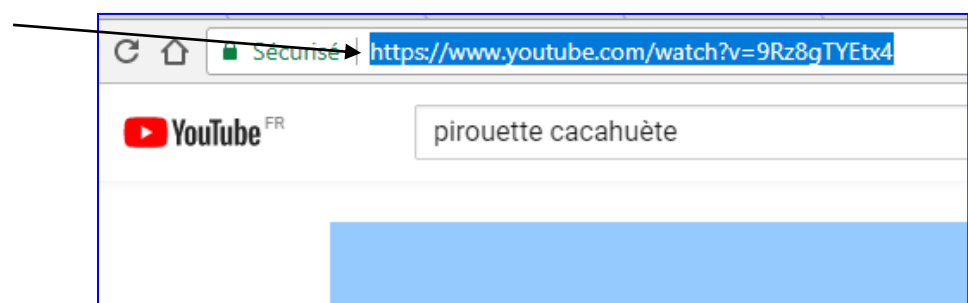 Sécurisé https://www.youtube.com/watch?v=9Rz8gTYEtx4
YouTube FR pirouette cacahuète